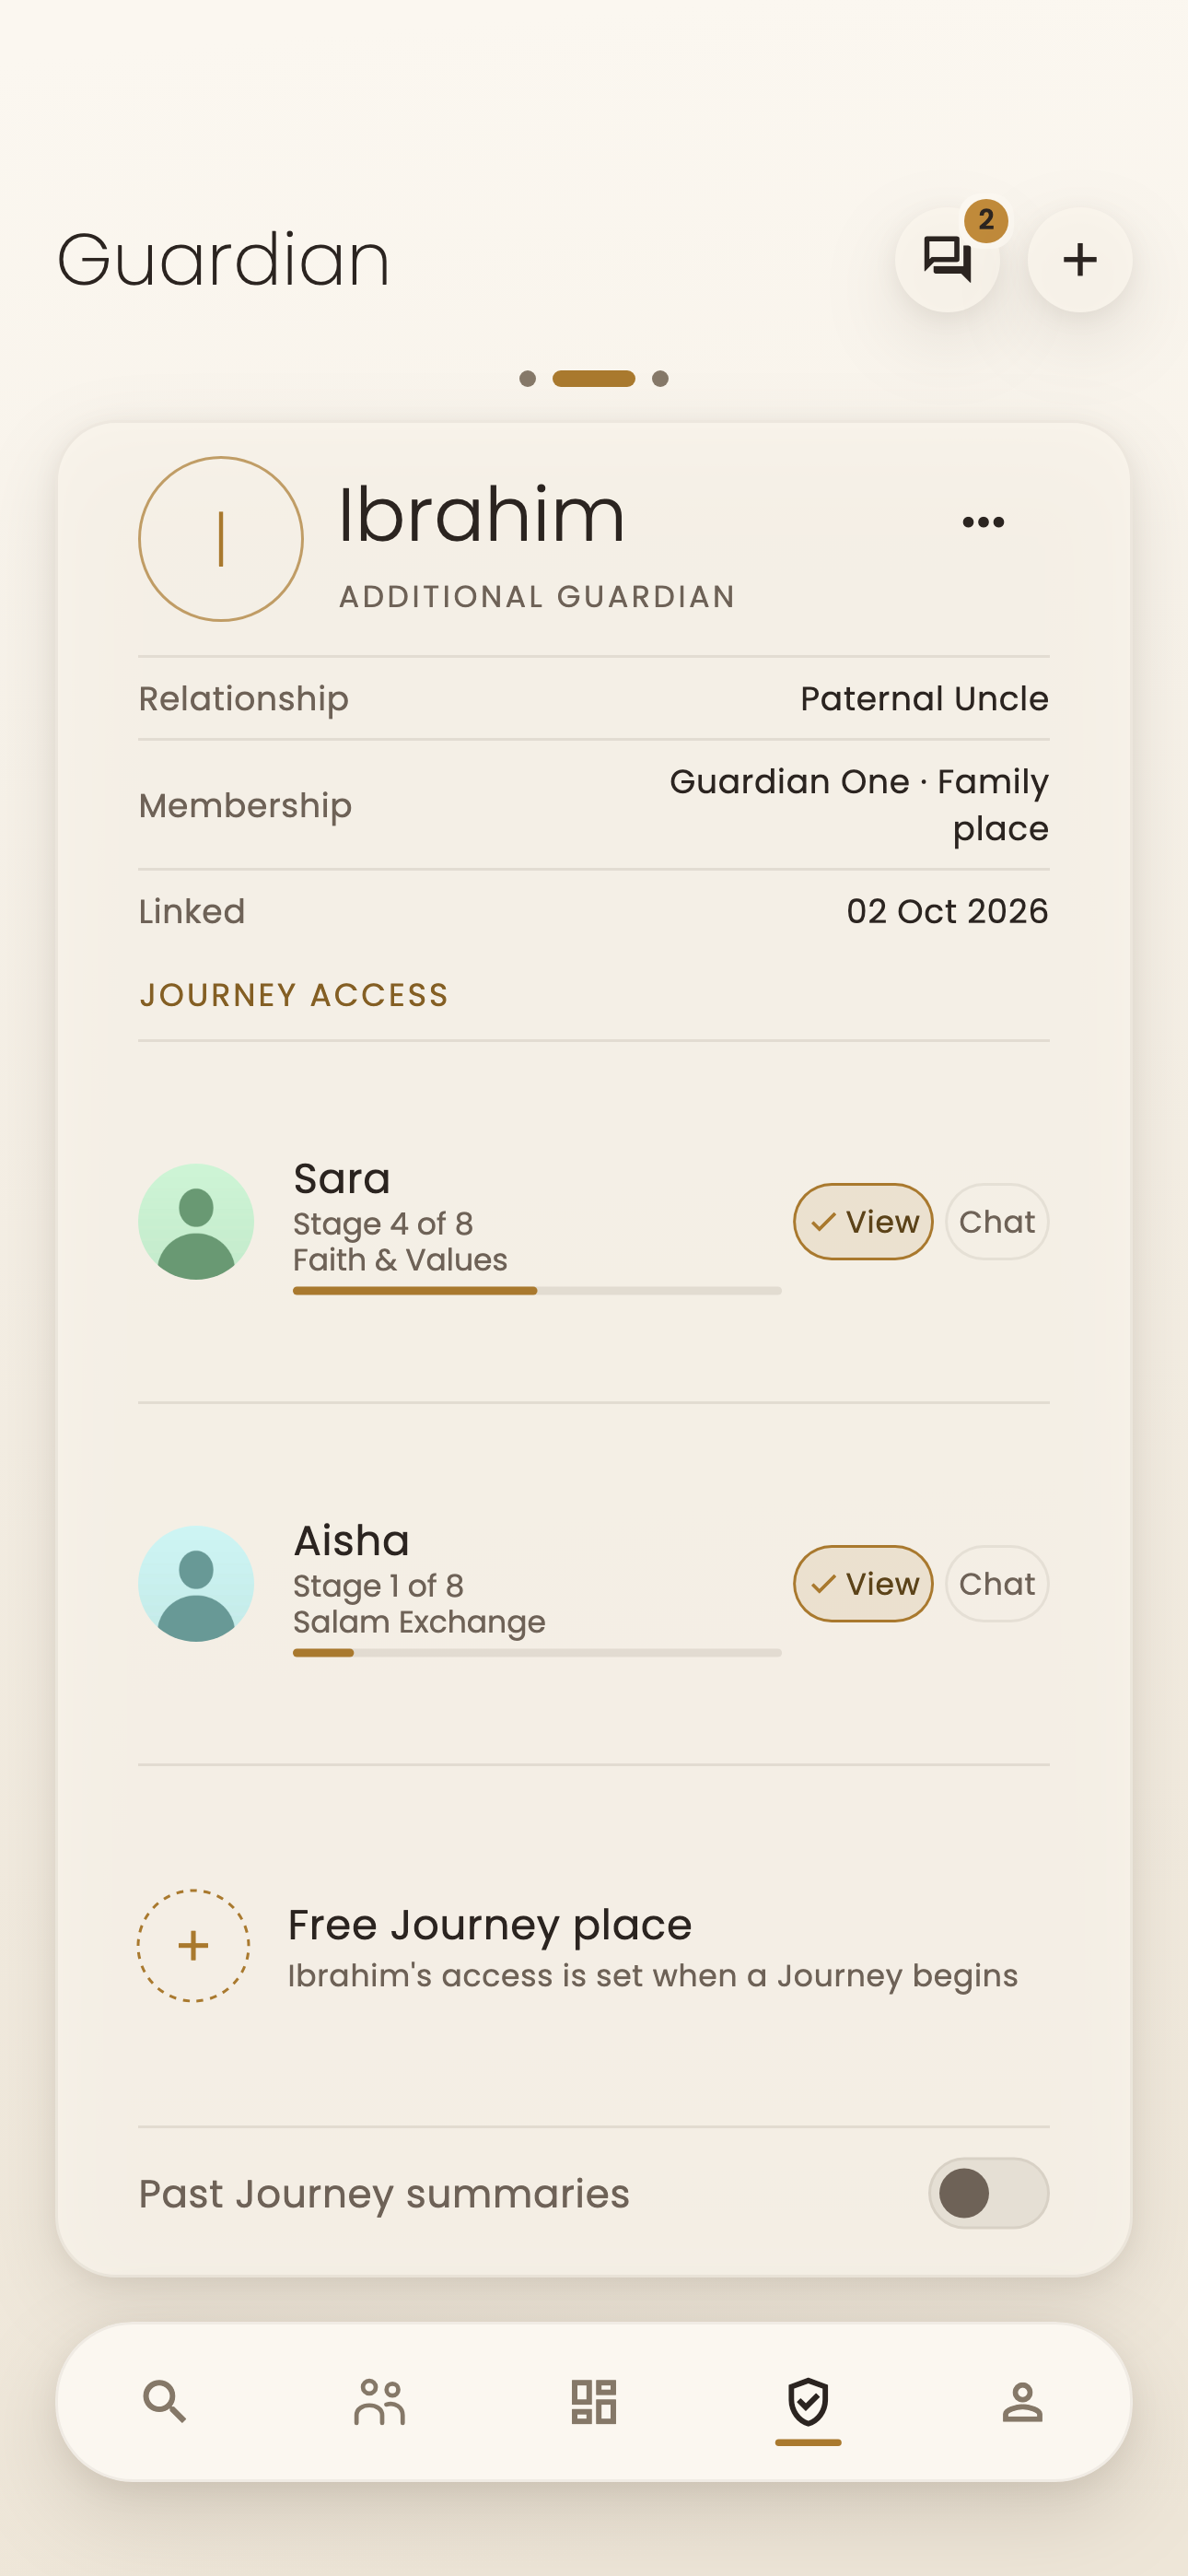 Guardian
2
I
Ibrahim
ADDITIONAL GUARDIAN
Relationship
Paternal Uncle
Membership
Guardian One · Family
place
Linked
02 Oct 2026
JOURNEY ACCESS
Sara
Stage 4 of 8
Faith & Values
View
Chat
Aisha
Stage 1 of 8
Salam Exchange
View
Chat
Free Journey place
Ibrahim's access is set when a Journey begins
Past Journey summaries